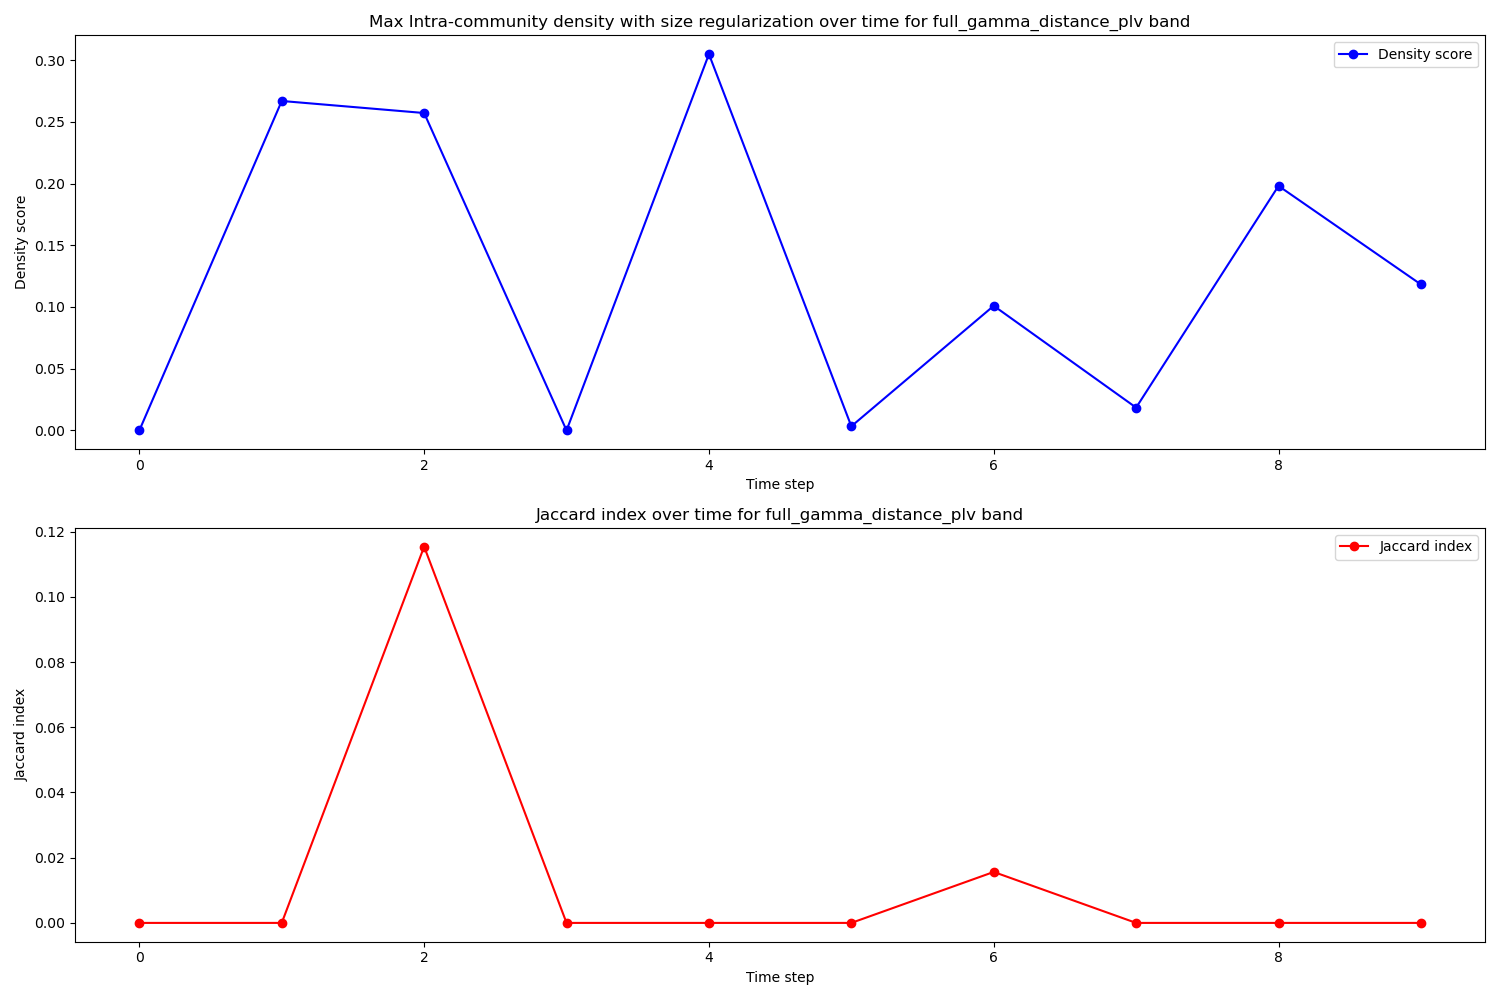 Max Intra-community density with size regularization over time for full_gamma_distance_plv band
Density score
0.30
0.25
0.20
0.15
0.10
0.05
0.00
Density score
0 2 4 6 8
Time step
Jaccard index over time for full_gamma_distance_plv band
Jaccard index
0.12
0.10
0.08
0.06
0.04
0.02
0.00
Jaccard index
0 2 4 6 8
Time step